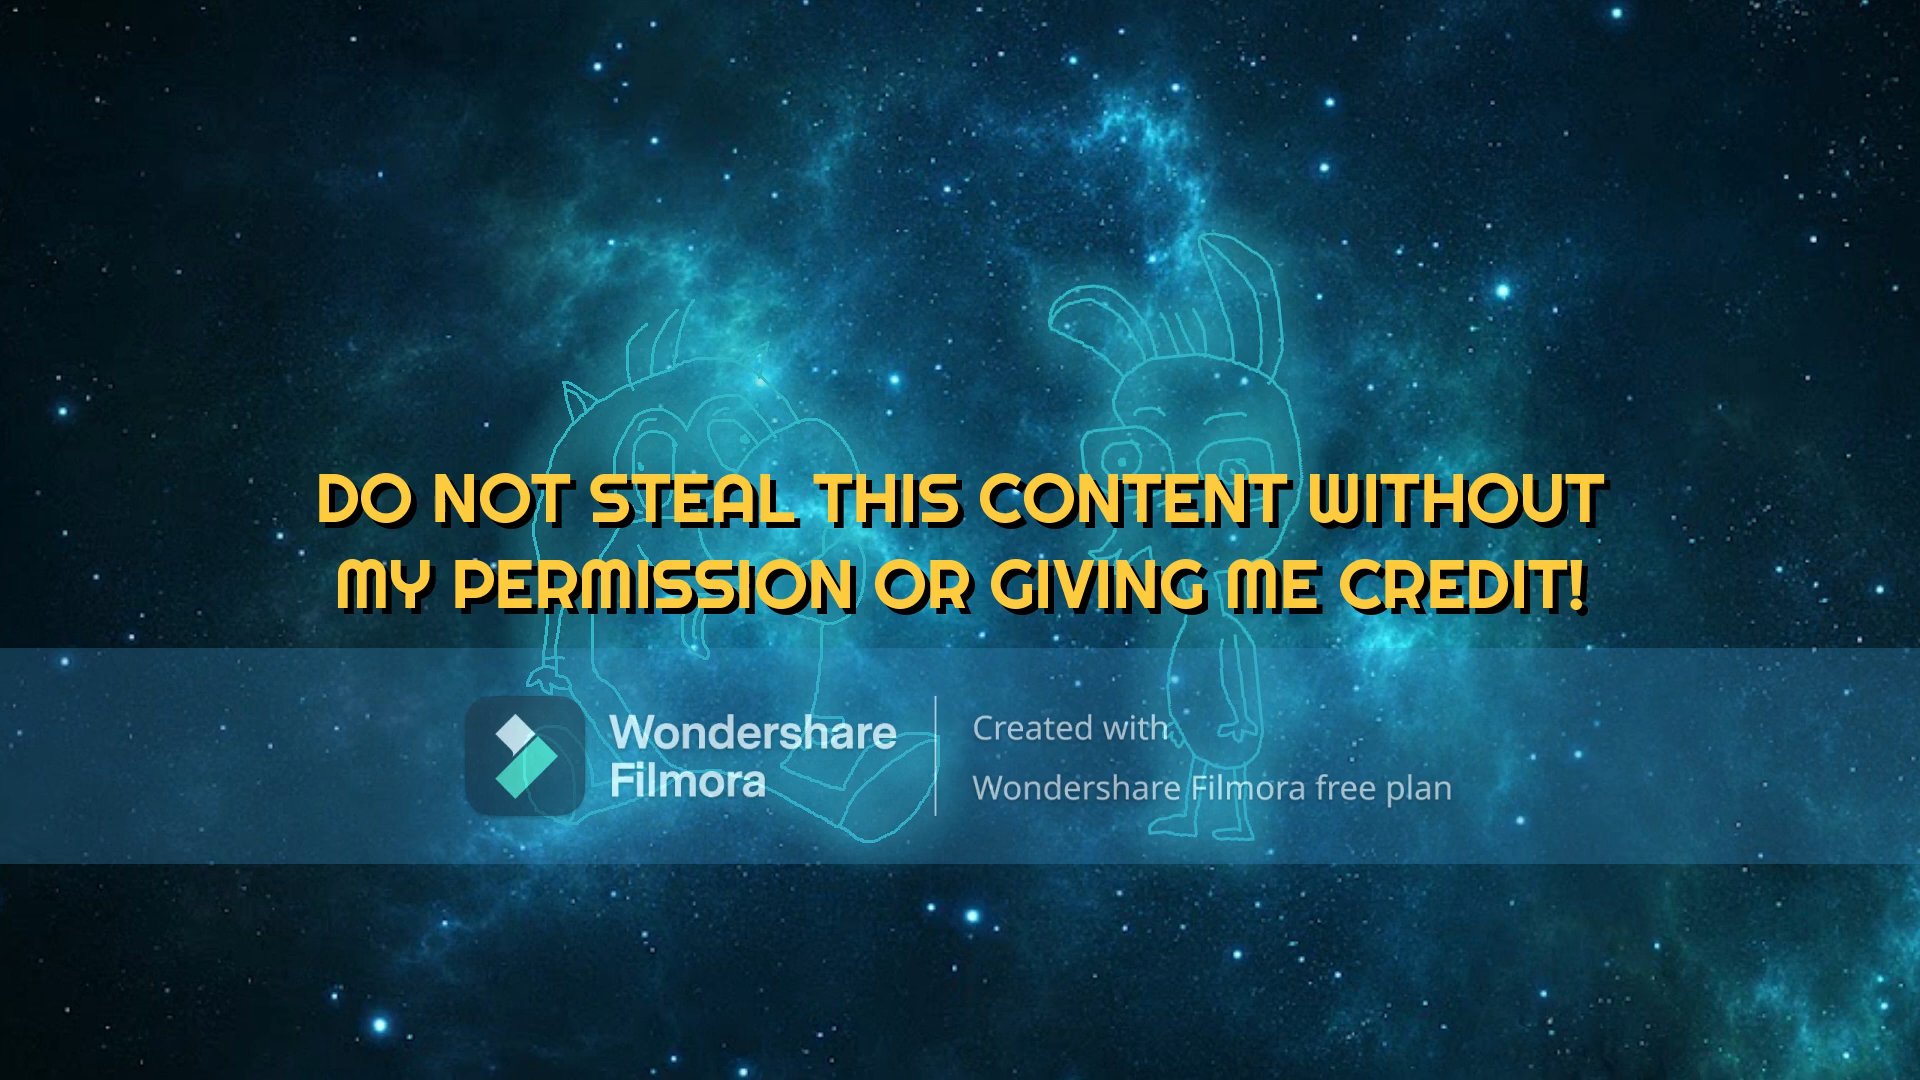 DO NOT STEAL THIS CONTENT WITHOUT
MY PERMISSION OR GIVING ME CREDIT!
Wondershare
Filmora
Created with
Wondershare Filmora free plan